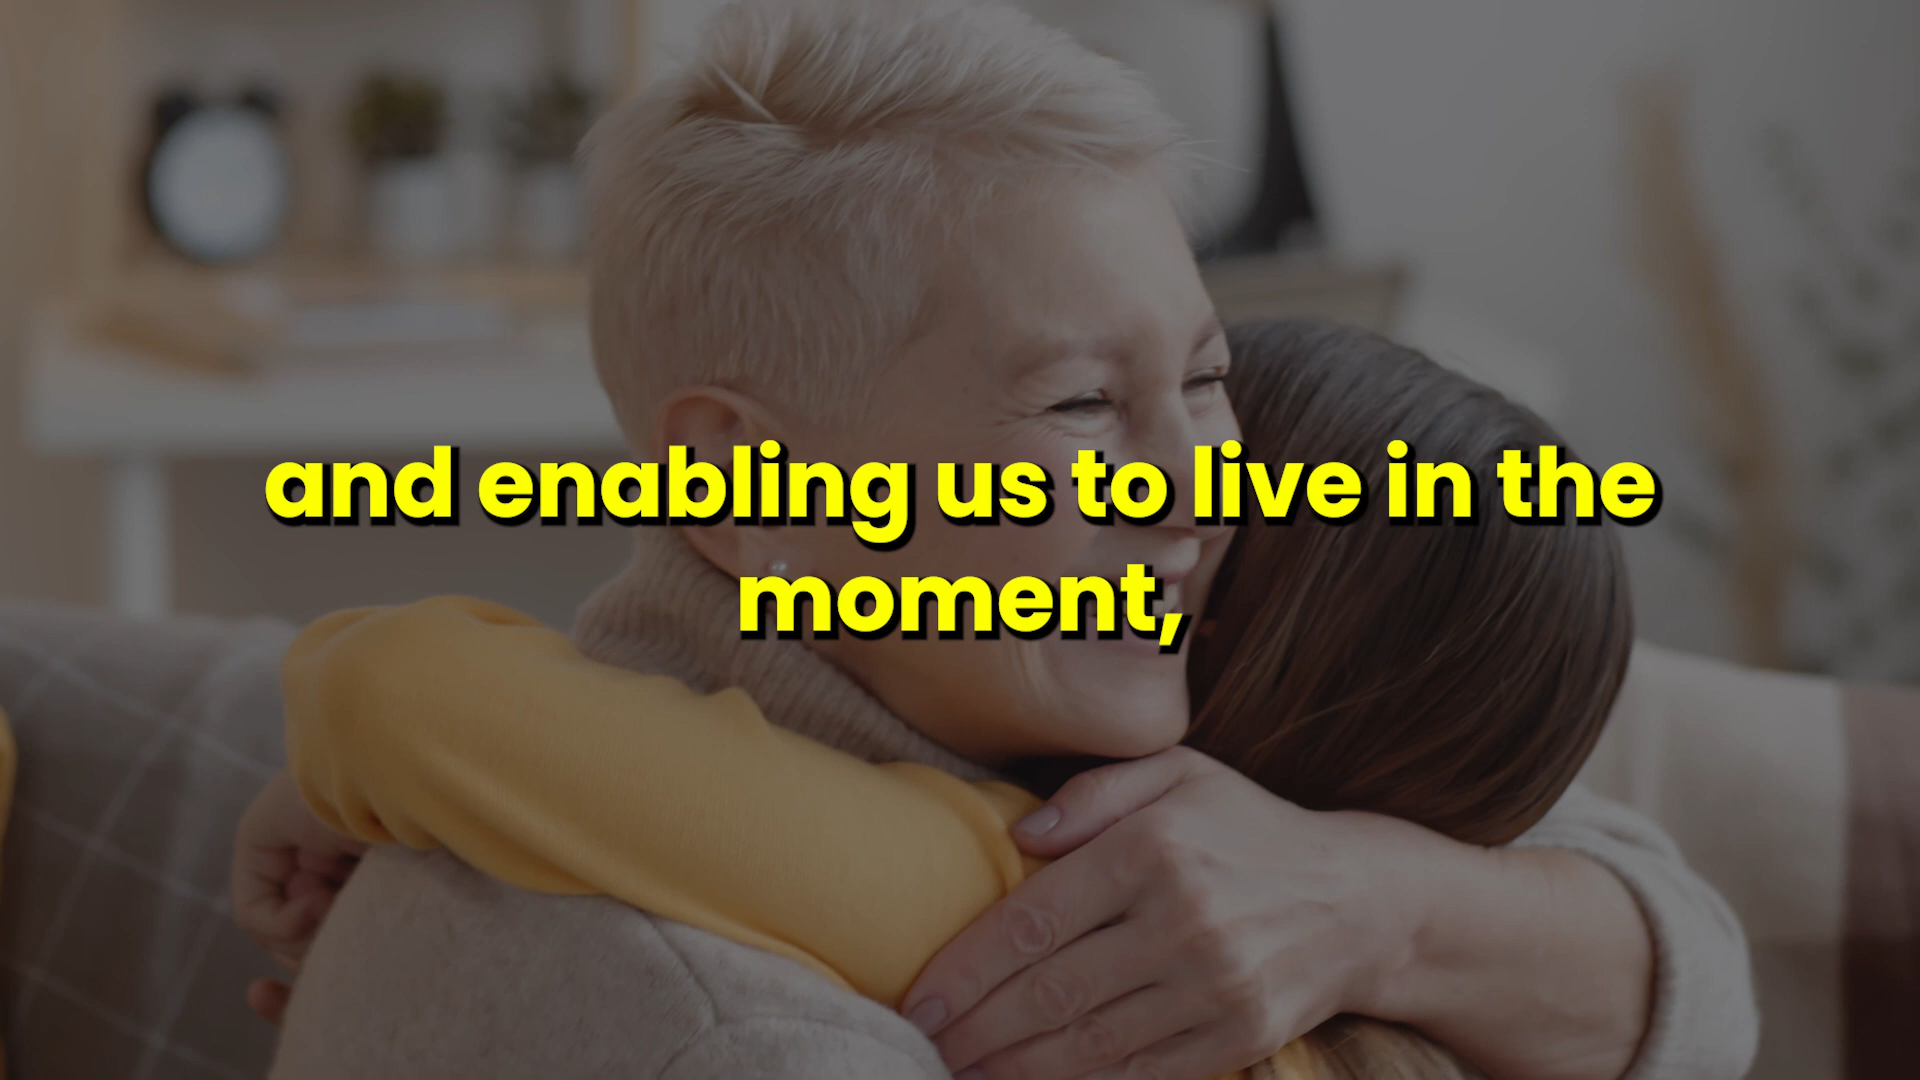 and enabling us to live in the
moment,